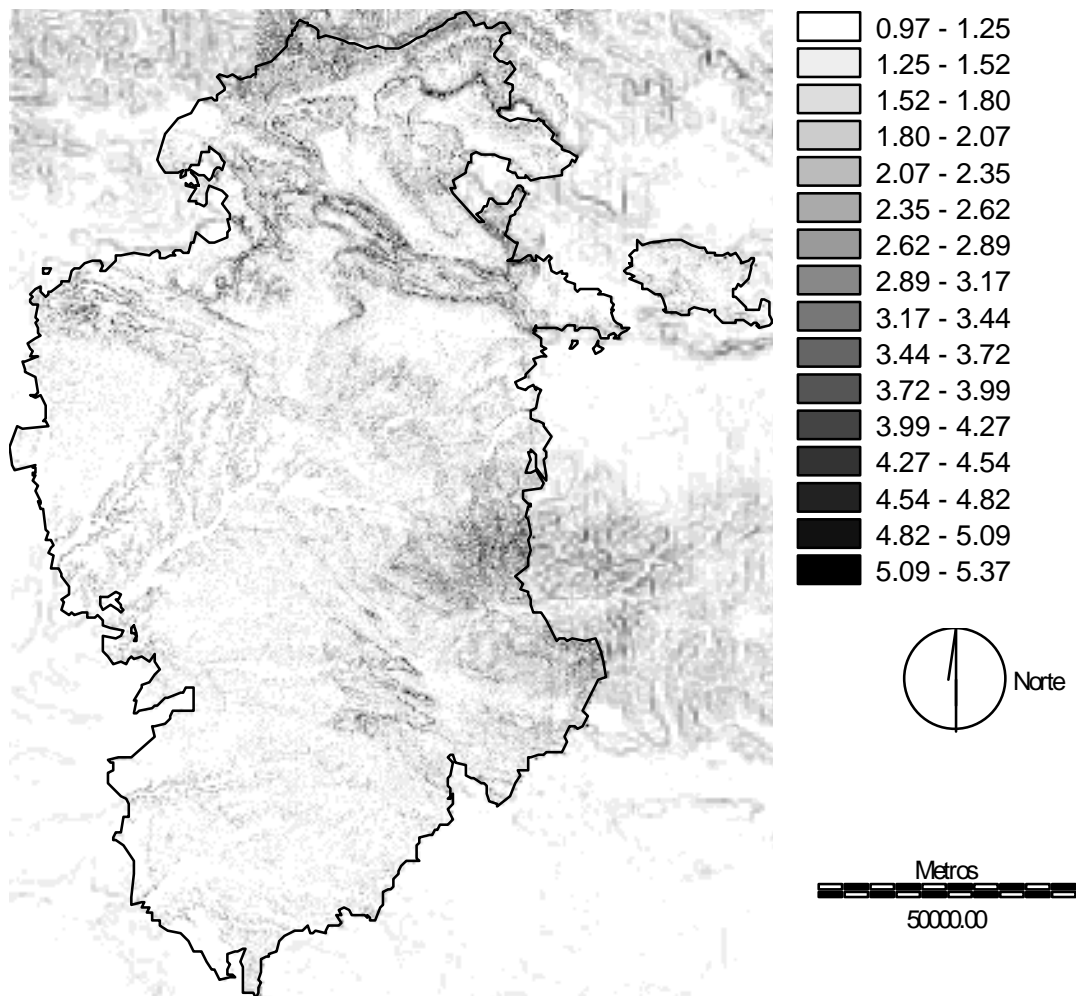 0.97 - 1.25
1.25 - 1.52
1.52 - 1.80
1.80 - 2.07
2.07 - 2.35
2.35 - 2.62
2.62 - 2.89
2.89 - 3.17
3.17 - 3.44
3.44 - 3.72
3.72 - 3.99
3.99 - 4.27
4.27 - 4.54
4.54 - 4.82
4.82 - 5.09
5.09 - 5.37
Norte
Metros
50000.00